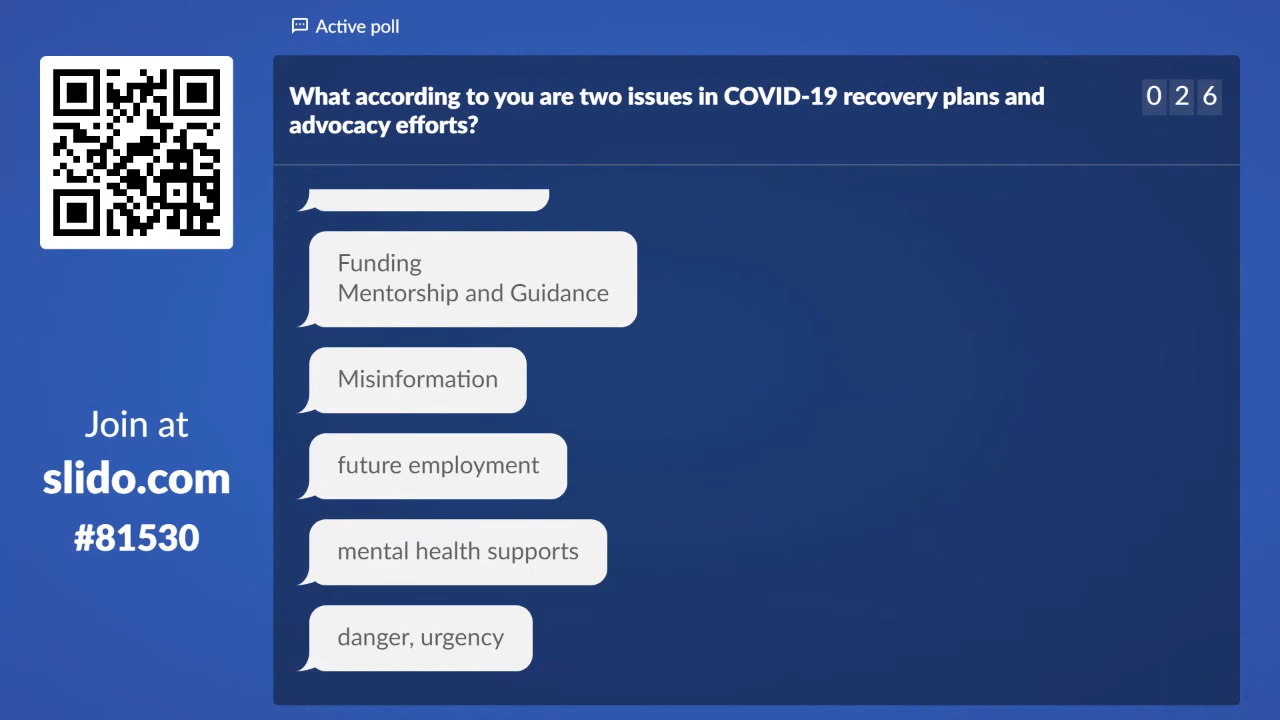 Active poll
What according to you are two issues in COVID-19 recovery plans and
advocacy efforts?
026
Funding
Mentorship and Guidance
Misinformation
future employment
mental health supports
danger, urgency
Join at
slido.com
#81530